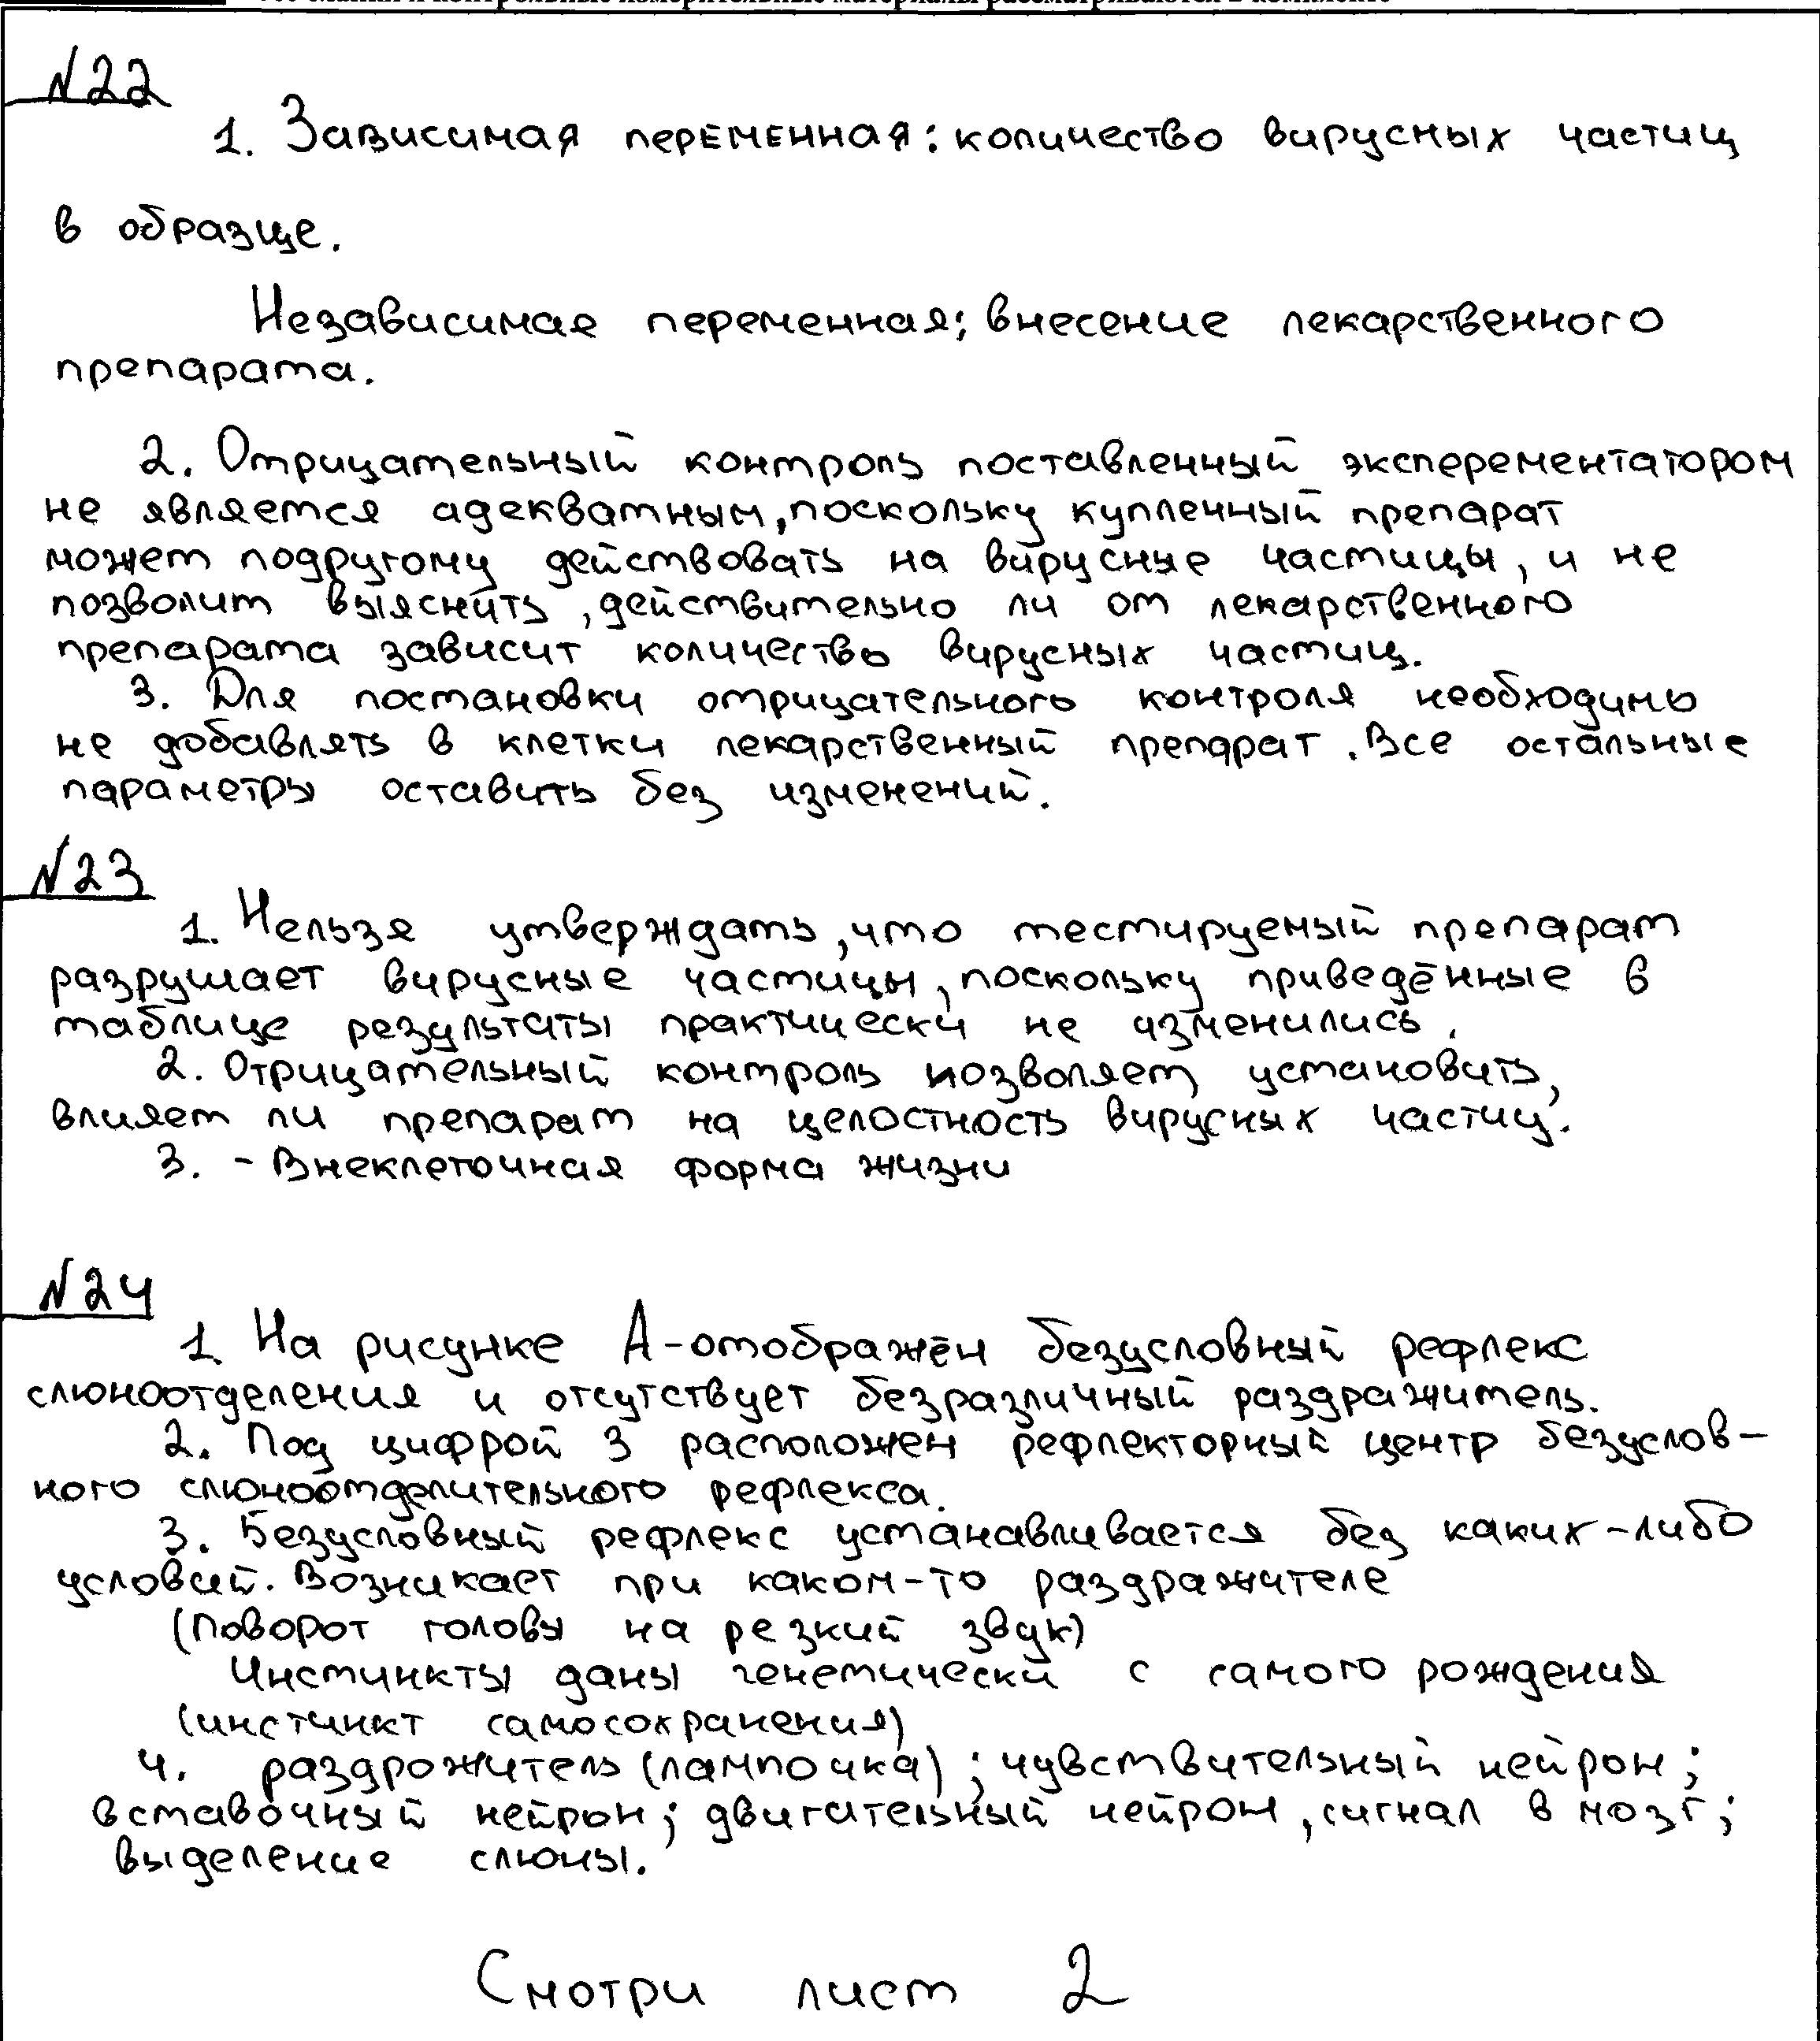 №22
1. Зависимая переменная: количество вирусных частиц
в образце.
Независимая переменная: внесение лекарственного
препарата.
2. Отрицательный контроль поставленный эксперементатором
не является адекватным, поскольку купленный препарат
может подругому действовать на вирусные частицы, и не
позволит выяснить, действительно ли от лекарственного
препарата зависит количество вирусных частиц.
3. Для постановки отрицательного контроля необходимо
не добавлять в клетки лекарственный препарат. Все остальные
параметры оставить без изменений.
№23
1. Нельзя утверждать, что тестируемый препарат
разрушает вирусные частицы, поскольку приведённые в
таблице результаты практически не изменились.
2. Отрицательный контроль позволяет установить,
влияет ли препарат на целостность вирусных частиц.
3. - Внеклеточная форма жизни
№24
1. На рисунке А-отображён безусловный рефлекс
слюноотделения и отсутствует безразличный раздражитель.
2. Под цифрой 3 расположен рефлекторный центр безуслов-
ного слюноотделительного рефлекса.
3. Безусловный рефлекс устанавливается без каких-либо
условий. Возникает при каком-то раздражителе
(поворот головы на резкий звук)
Инстинкты даны генетически с самого рождения
(инстинкт самосохранения)
4. раздрожитель (лампочка); чувствительный нейрон;
вставочный нейрон; двигательный нейрон, сигнал в мозг;
выделение слюны.
Смотри лист 2